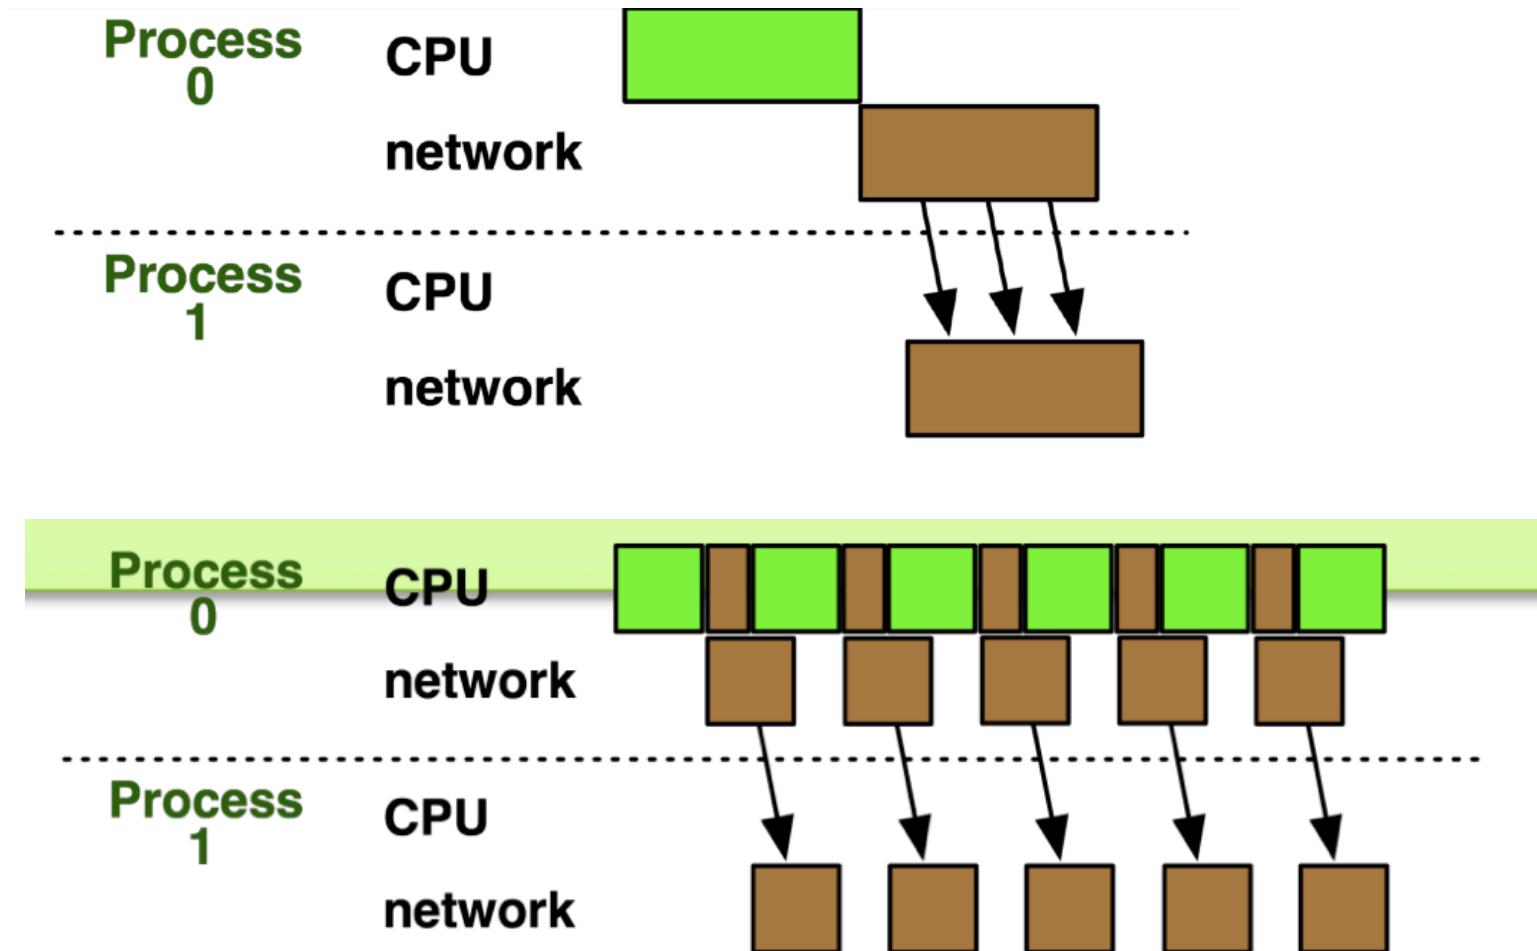 Process CPU
0
network
Process CPU
1
network
Process CPU
0
network
Process CPU
1
network